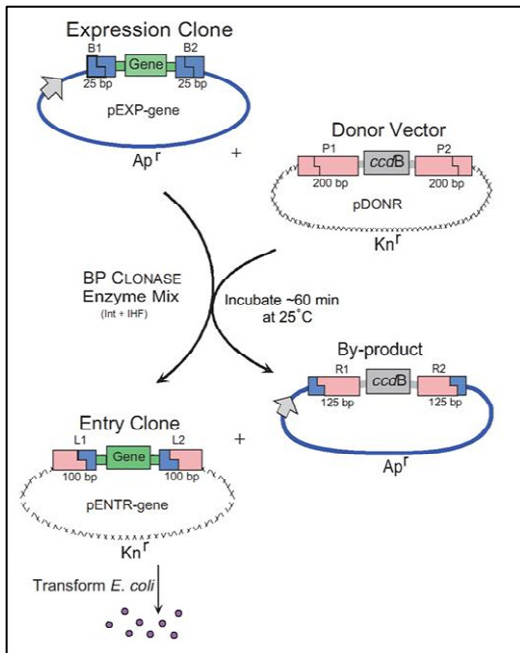 Expression Clone
B1
B2
Gene
25 bp
25 bp
pEXP-gene
Ap r
+
Donor Vector
P1
P2
ccdB
200 bp
200 bp
pDONR
Kn r
BP CLONASE
Enzyme Mix
(Int + IHF)
Incubate ~60 min
at 25˚C
By-product
R1
R2
ccdB
125 bp
125 bp
Ap r
Entry Clone
+
L1
L2
Gene
100 bp
100 bp
pENTR-gene
Kn r
Transform E. coli